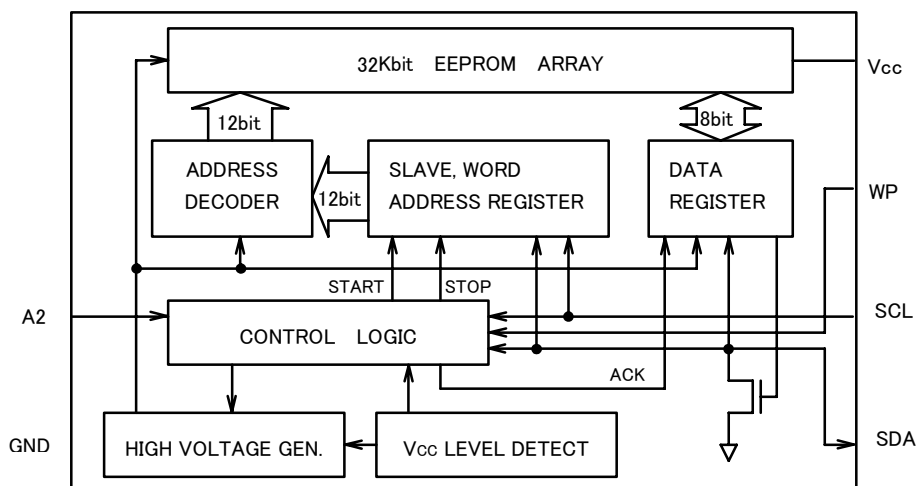 32Kbit EEPROM ARRAY
Vcc
12bit
8bit
ADDRESS
DECODER
12bit
SLAVE, WORD
ADDRESS REGISTER
DATA
REGISTER
WP
START
STOP
A2
CONTROL LOGIC
SCL
ACK
GND
HIGH VOLTAGE GEN.
Vcc LEVEL DETECT
SDA